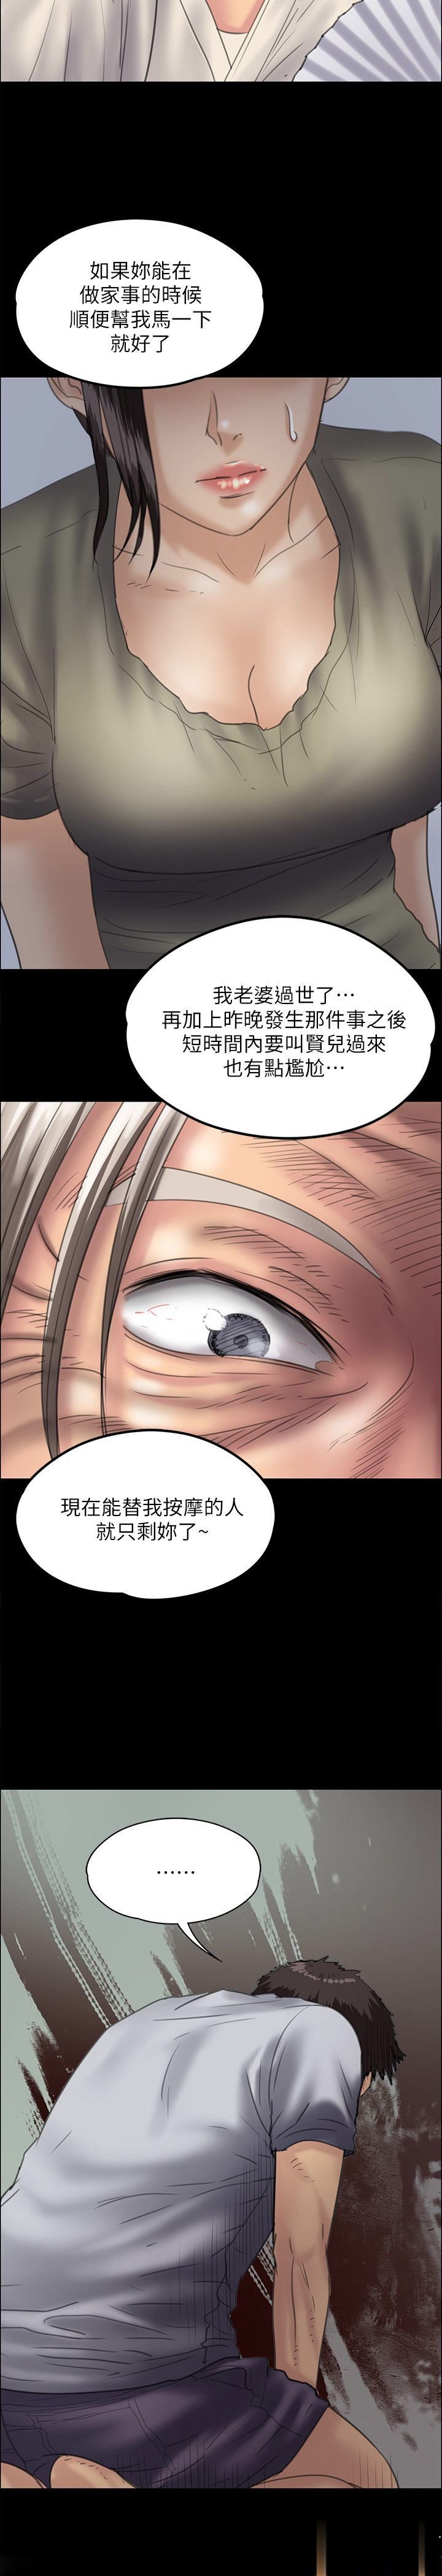 如果妳能在
做家事的時候
順便幫我馬一下
就好了
我老婆過世了…
再加上昨晚發生那件事之後
短時間內要叫賢兒過來
也有點尷尬…
現在能替我按摩的人
就只剩妳了~
……